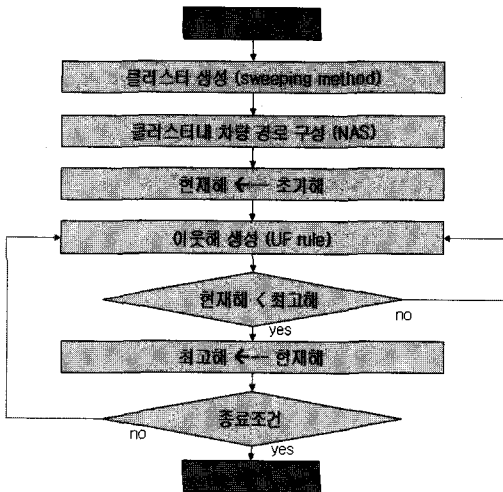 클러스터 생성 (sweeping method)
클러스터내 차량 경로 구성 (NAS)
현재해 ← 초기해
이웃해 생성 (UF rule)
현재해 < 최고해
no
yes
최고해 ← 현재해
종료조건
no
yes